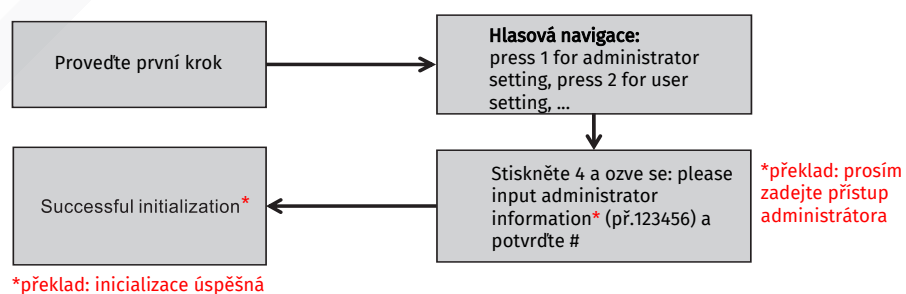 Proveďte první krok
Hlasová navigace:
press 1 for administrator
setting, press 2 for user
setting, ...
Stiskněte 4 a ozve se: please
input administrator
information* (př.123456) a
potvrďte #
*překlad: prosím
zadejte přístup
administrátora
Successful initialization*
*překlad: inicializace úspěšná